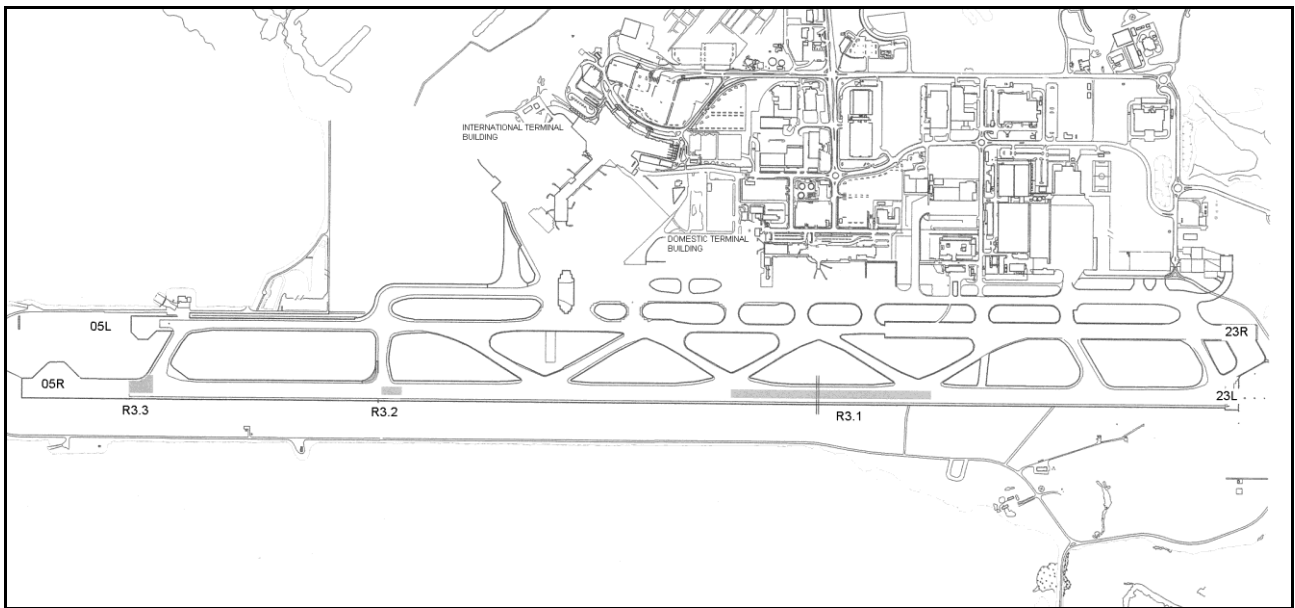 INTERNATIONAL TERMINAL
BUILDING
DOMESTIC TERMINAL
BUILDING
05L
23R
05R
23L
R3.3
R3.2
R3.1